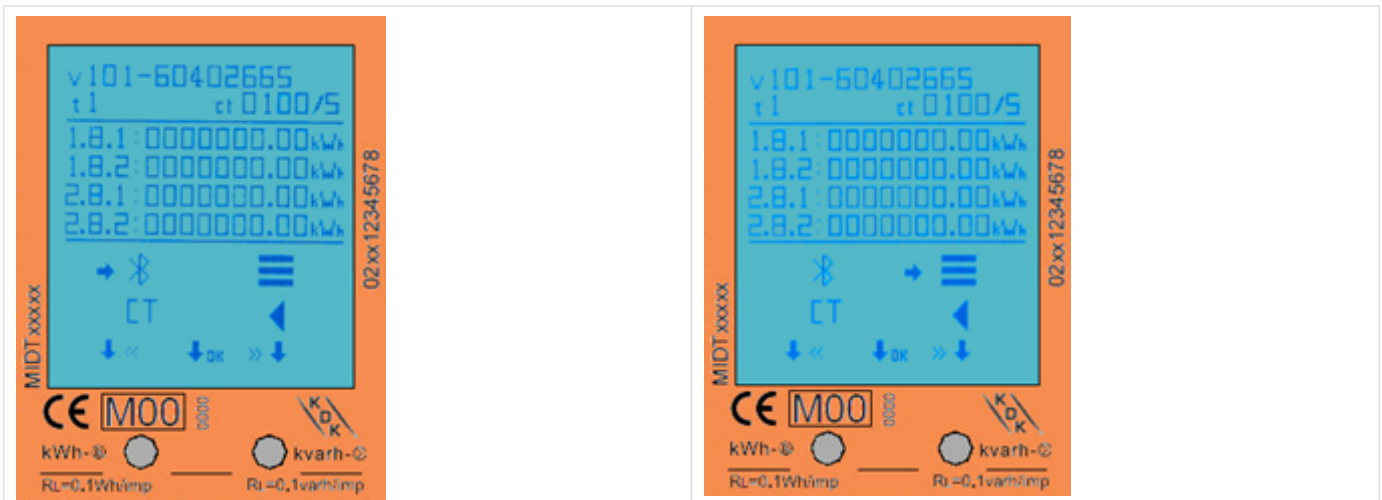 v101-60402665
t1 ct 0100/5
1.8.1:0000000.00kWh
1.8.2:0000000.00kWh
2.8.1:0000000.00kWh
2.8.2:0000000.00kWh
CT
« OK »
MIDTxxxxx
02xx12345678
CE M00 0000 KDK
kWh- kvarh-
RL=0.1Wh/imp RL=0.1varh/imp
v101-60402665
t1 ct 0100/5
1.8.1:0000000.00kWh
1.8.2:0000000.00kWh
2.8.1:0000000.00kWh
2.8.2:0000000.00kWh
CT
« OK »
MIDTxxxxx
02xx12345678
CE M00 0000 KDK
kWh- kvarh-
RL=0.1Wh/imp RL=0.1varh/imp